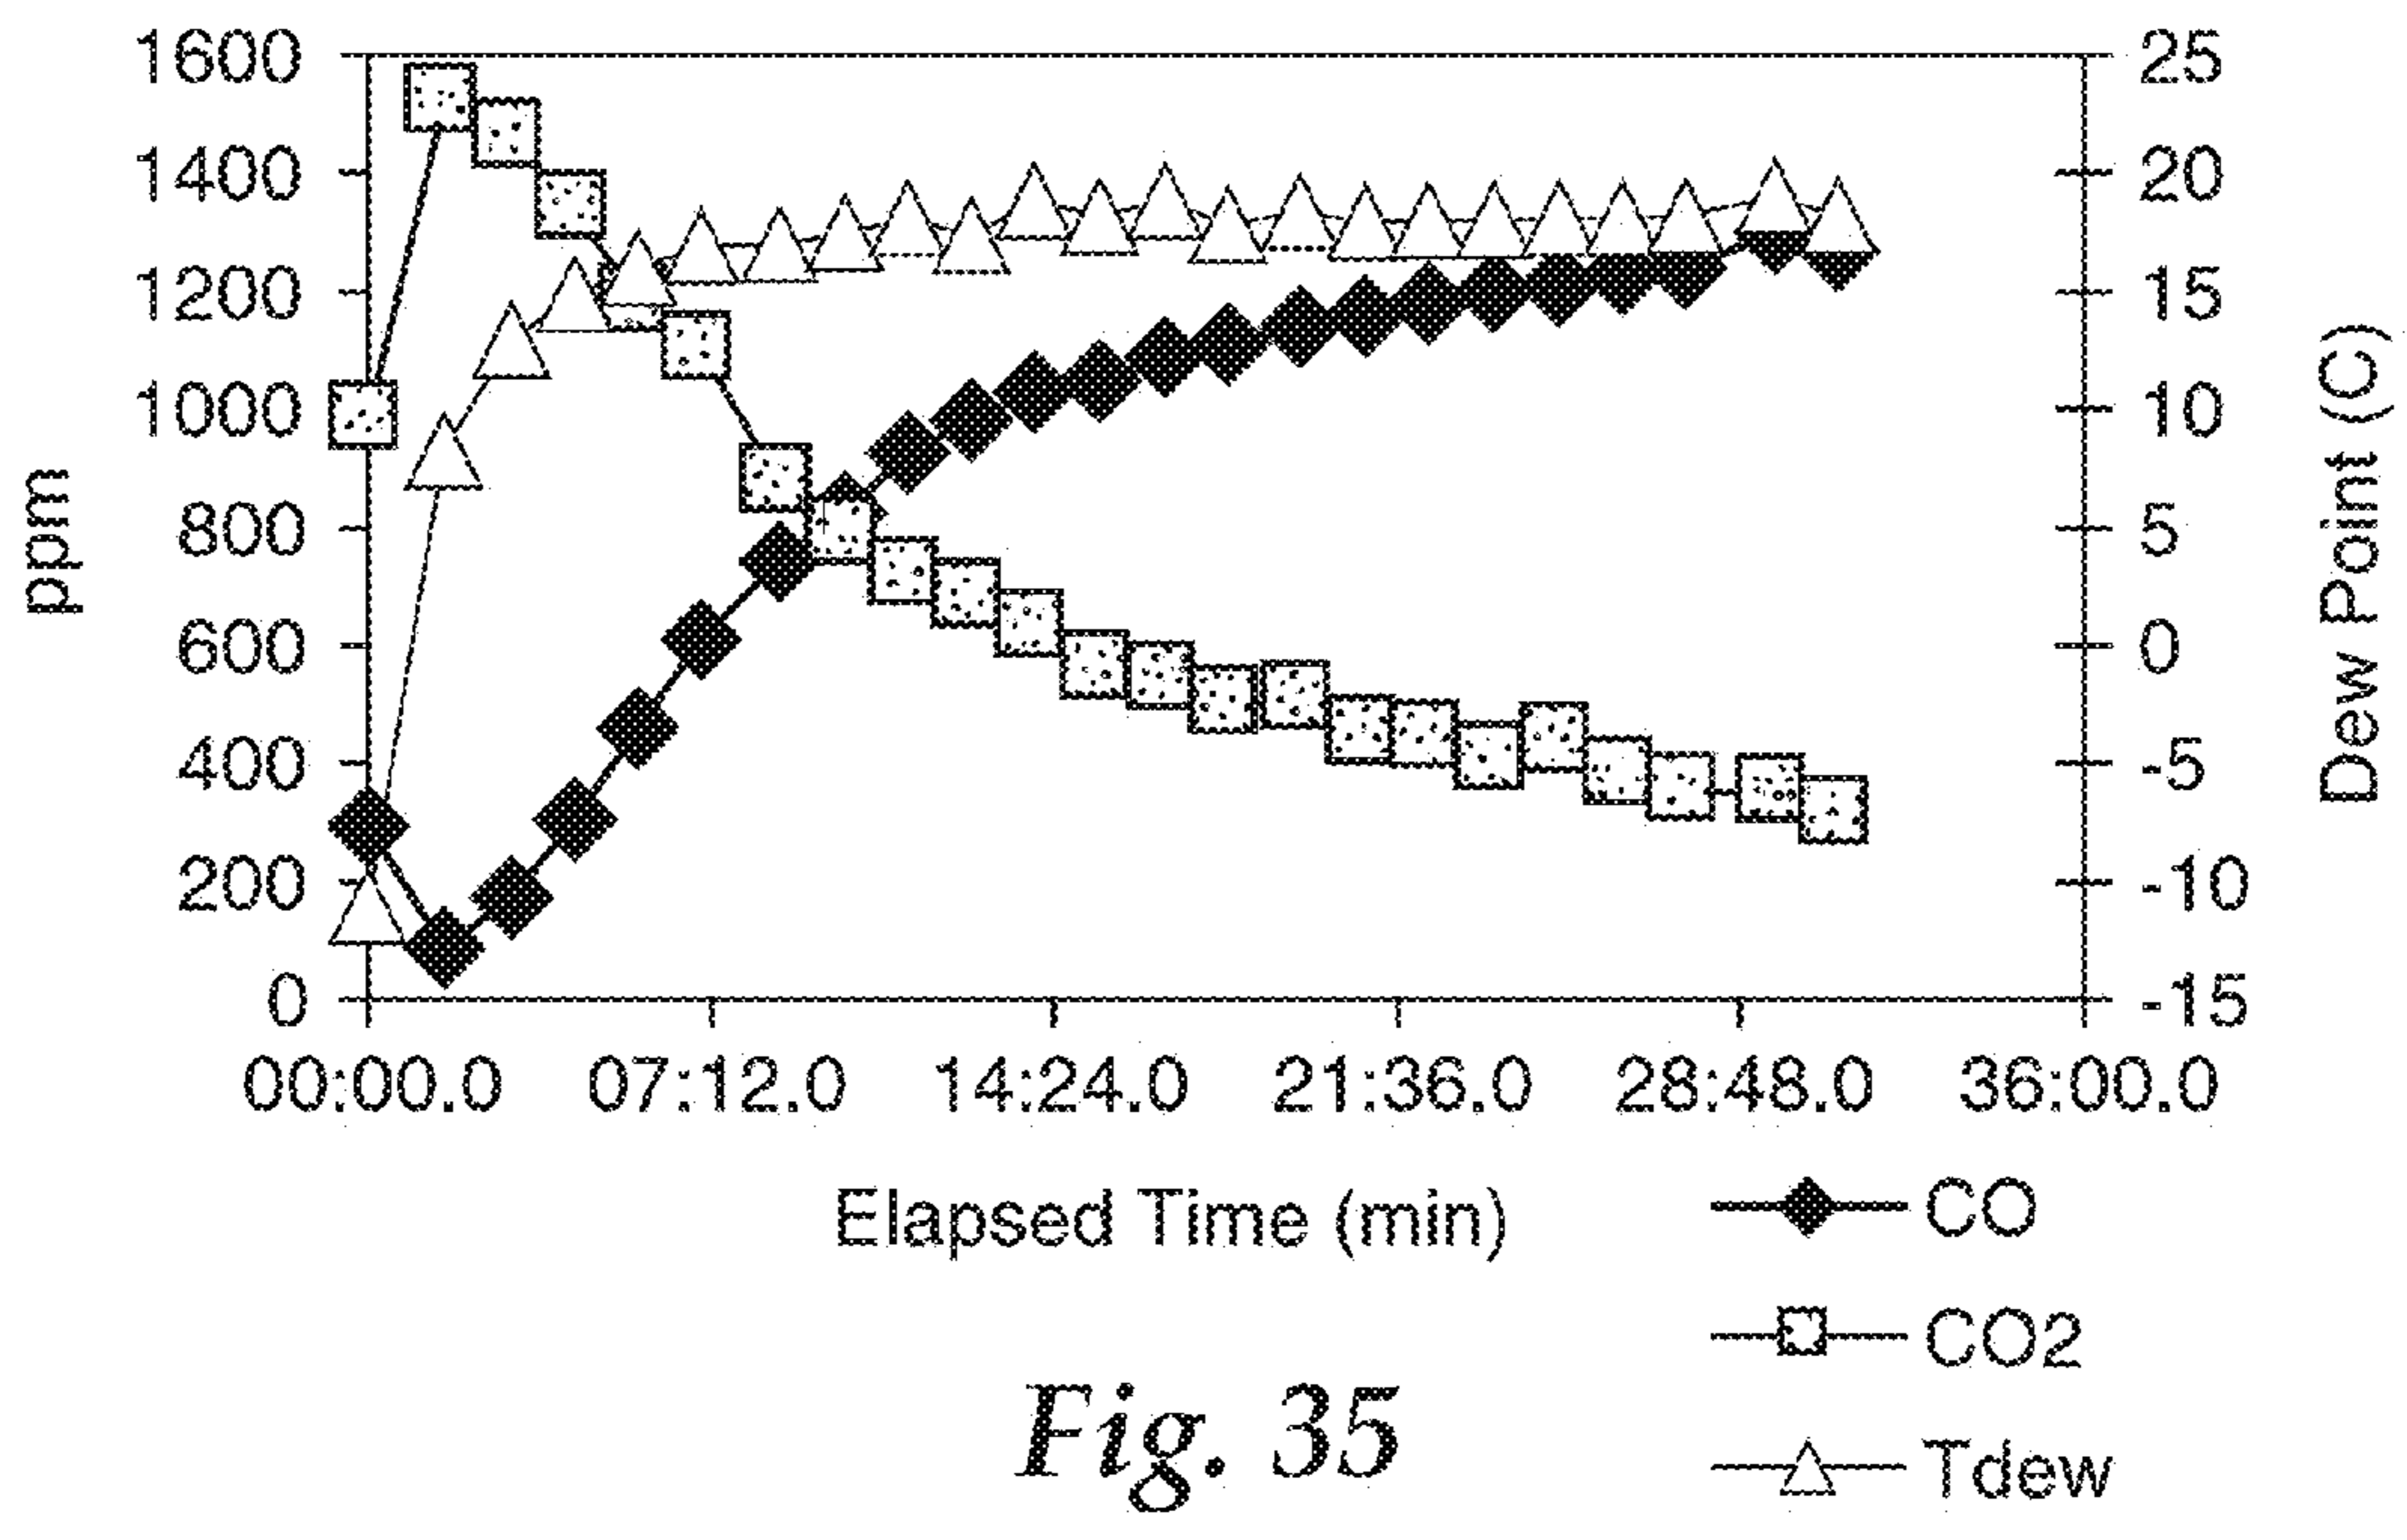 1600
1400
1200
1000
800
600
400
200
0
ppm
25
20
15
10
5
0
-5
-10
-15
Dew Point (C)
00:00.0 07:12.0 14:24.0 21:36.0 28:48.0 36:00.0
Elapsed Time (min)
CO
CO2
Tdew
Fig. 35